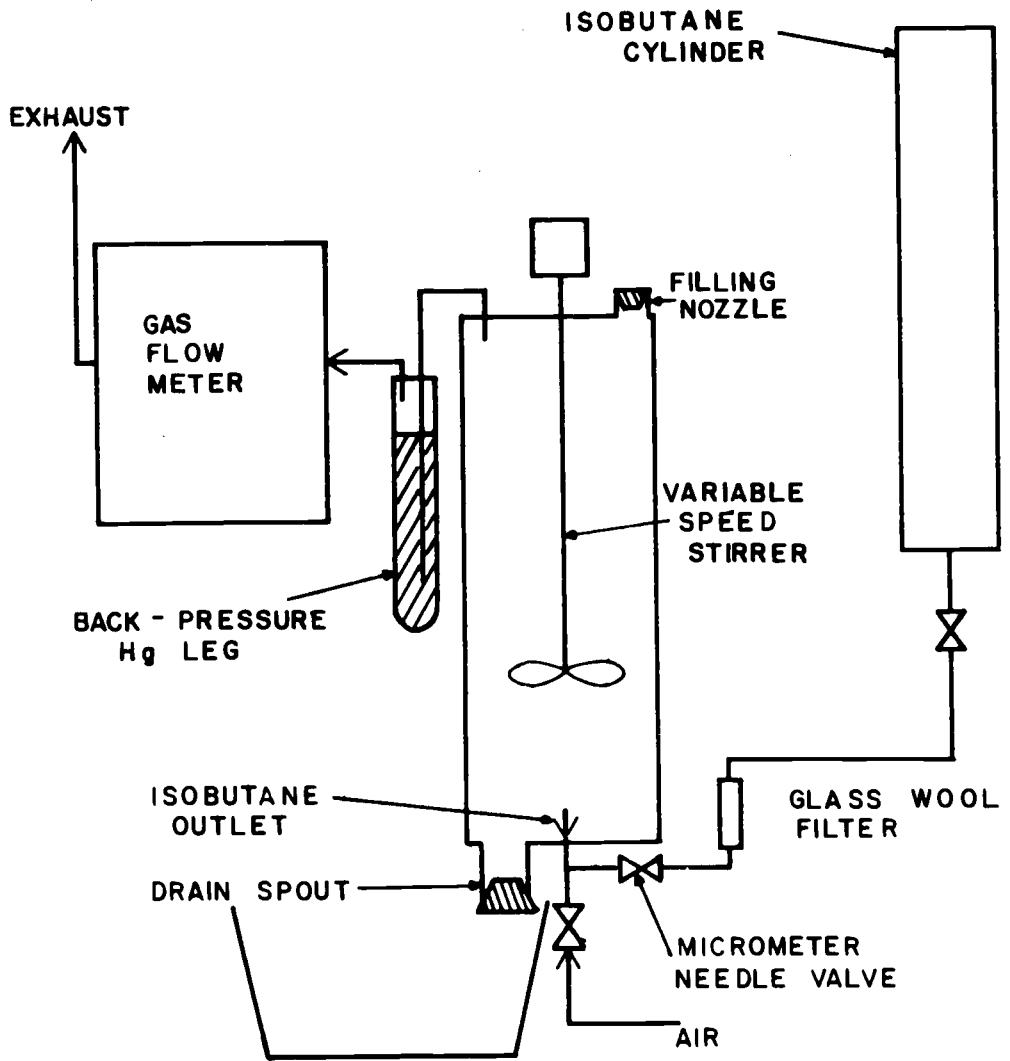 ISOBUTANE
CYLINDER
EXHAUST
FILLING
NOZZLE
GAS
FLOW
METER
VARIABLE
SPEED
STIRRER
BACK - PRESSURE
Hg LEG
ISOBUTANE
OUTLET
GLASS WOOL
FILTER
DRAIN SPOUT
MICROMETER
NEEDLE VALVE
AIR